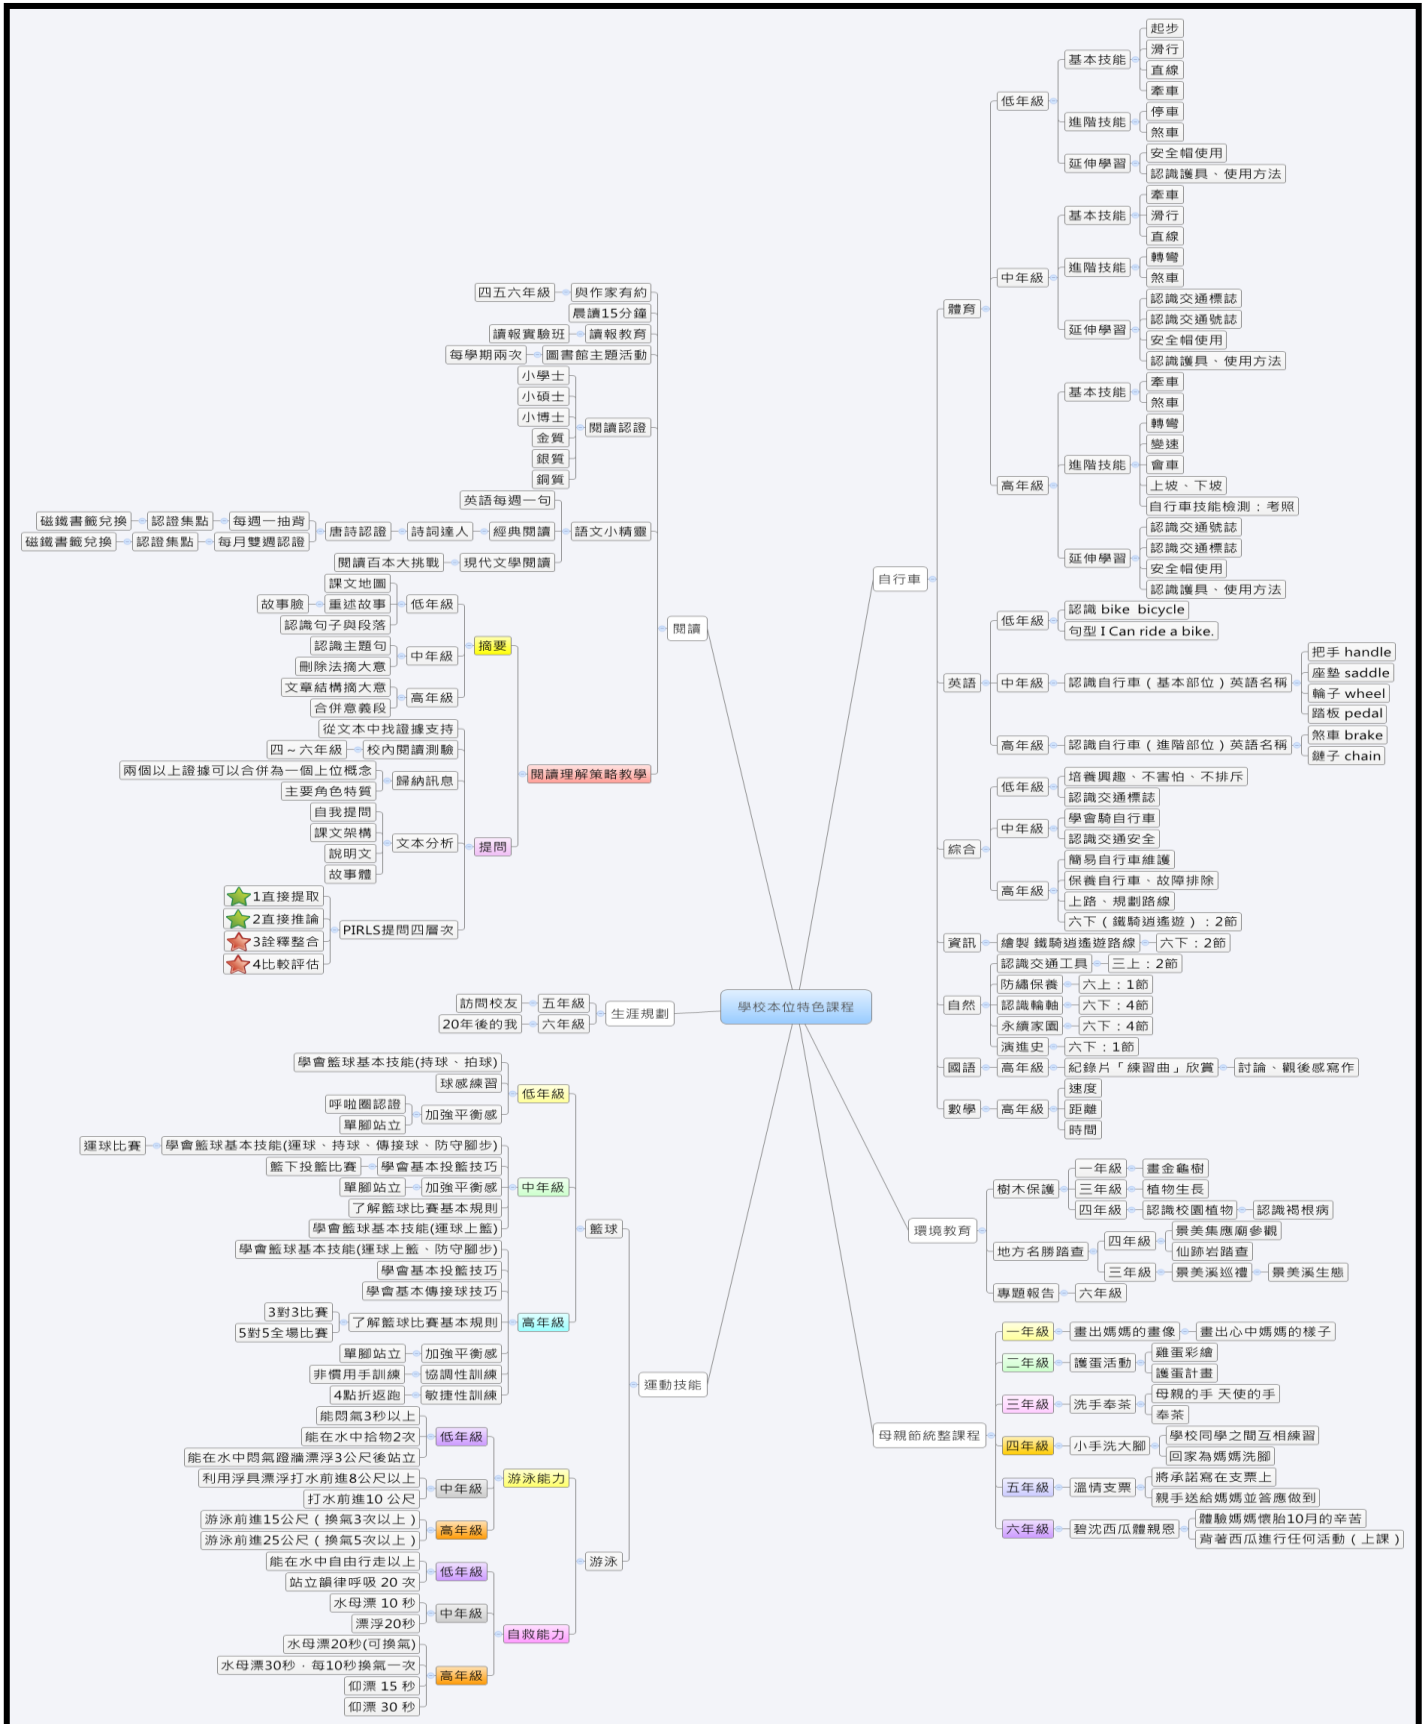 學校本位特色課程
自行車
體育
低年級
基本技能
起步
滑行
直線
牽車
進階技能
停車
煞車
延伸學習
安全帽使用
認識護具、使用方法
中年級
基本技能
牽車
滑行
直線
進階技能
轉彎
煞車
延伸學習
認識交通標誌
認識交通號誌
安全帽使用
認識護具、使用方法
高年級
基本技能
牽車
煞車
進階技能
轉彎
變速
會車
上坡、下坡
自行車技能檢測：考照
延伸學習
認識交通號誌
認識交通標誌
安全帽使用
認識護具、使用方法
英語
低年級
認識 bike bicycle
句型 I Can ride a bike.
中年級
認識自行車（基本部位）英語名稱
把手 handle
座墊 saddle
輪子 wheel
踏板 pedal
高年級
認識自行車（進階部位）英語名稱
煞車 brake
鏈子 chain
綜合
低年級
培養興趣、不害怕、不排斥
認識交通標誌
中年級
學會騎自行車
認識交通安全
高年級
簡易自行車維護
保養自行車、故障排除
上路、規劃路線
六下（鐵騎逍遙遊）：2節
資訊
繪製 鐵騎逍遙遊路線
六下：2節
自然
認識交通工具
三上：2節
防繡保養
六上：1節
認識輪軸
六下：4節
永續家園
六下：4節
演進史
六下：1節
國語
高年級
紀錄片「練習曲」欣賞
討論、觀後感寫作
數學
高年級
速度
距離
時間
環境教育
樹木保護
一年級
畫金龜樹
三年級
植物生長
四年級
認識校園植物
認識褐根病
地方名勝踏查
四年級
景美集應廟參觀
仙跡岩踏查
三年級
景美溪巡禮
景美溪生態
專題報告
六年級
母親節統整課程
一年級
畫出媽媽的畫像
畫出心中媽媽的樣子
二年級
護蛋活動
雞蛋彩繪
護蛋計畫
三年級
洗手奉茶
母親的手 天使的手
奉茶
四年級
小手洗大腳
學校同學之間互相練習
回家為媽媽洗腳
五年級
溫情支票
將承諾寫在支票上
親手送給媽媽並答應做到
六年級
碧沈西瓜體親恩
體驗媽媽懷胎10月的辛苦
背著西瓜進行任何活動（上課）
閱讀
與作家有約
四五六年級
晨讀15分鐘
讀報教育
讀報實驗班
圖書館主題活動
每學期兩次
閱讀認證
小學士
小碩士
小博士
金質
銀質
銅質
語文小精靈
英語每週一句
經典閱讀
詩詞達人
唐詩認證
每週一抽背
認證集點
磁鐵書籤兌換
每月雙週認證
認證集點
磁鐵書籤兌換
現代文學閱讀
閱讀百本大挑戰
閱讀理解策略教學
摘要
低年級
課文地圖
重述故事
故事臉
認識句子與段落
中年級
認識主題句
刪除法摘大意
高年級
文章結構摘大意
合併意義段
提問
從文本中找證據支持
校內閱讀測驗
四～六年級
歸納訊息
兩個以上證據可以合併為一個上位概念
主要角色特質
文本分析
自我提問
課文架構
說明文
故事體
PIRLS提問四層次
1直接提取
2直接推論
3詮釋整合
4比較評估
生涯規劃
五年級
訪問校友
六年級
20年後的我
運動技能
籃球
低年級
學會籃球基本技能(持球、拍球)
球感練習
加強平衡感
呼啦圈認證
單腳站立
中年級
學會籃球基本技能(運球、持球、傳接球、防守腳步)
運球比賽
學會基本投籃技巧
籃下投籃比賽
加強平衡感
單腳站立
了解籃球比賽基本規則
學會籃球基本技能(運球上籃)
高年級
學會籃球基本技能(運球上籃、防守腳步)
學會基本投籃技巧
學會基本傳接球技巧
了解籃球比賽基本規則
3對3比賽
5對5全場比賽
加強平衡感
單腳站立
協調性訓練
非慣用手訓練
敏捷性訓練
4點折返跑
游泳
游泳能力
低年級
能悶氣3秒以上
能在水中拾物2次
能在水中悶氣蹬牆漂浮3公尺後站立
中年級
利用浮具漂浮打水前進8公尺以上
打水前進10 公尺
高年級
游泳前進15公尺（換氣3次以上）
游泳前進25公尺（換氣5次以上）
自救能力
低年級
能在水中自由行走以上
站立韻律呼吸 20 次
中年級
水母漂 10 秒
漂浮20秒
高年級
水母漂20秒(可換氣)
水母漂30秒，每10秒換氣一次
仰漂 15 秒
仰漂 30 秒